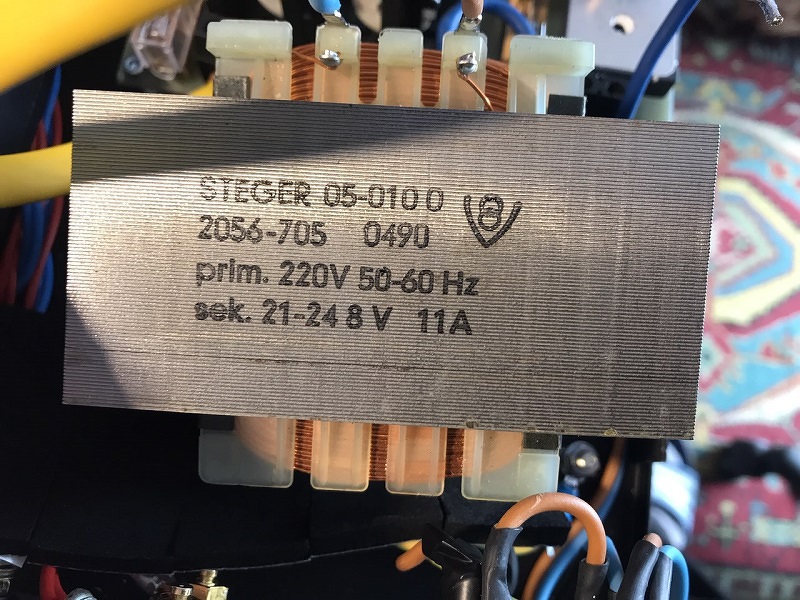 STEGER 05-010 0
2056-705 0490
prim. 220V 50-60 Hz
sek. 21-24 8 V 11A